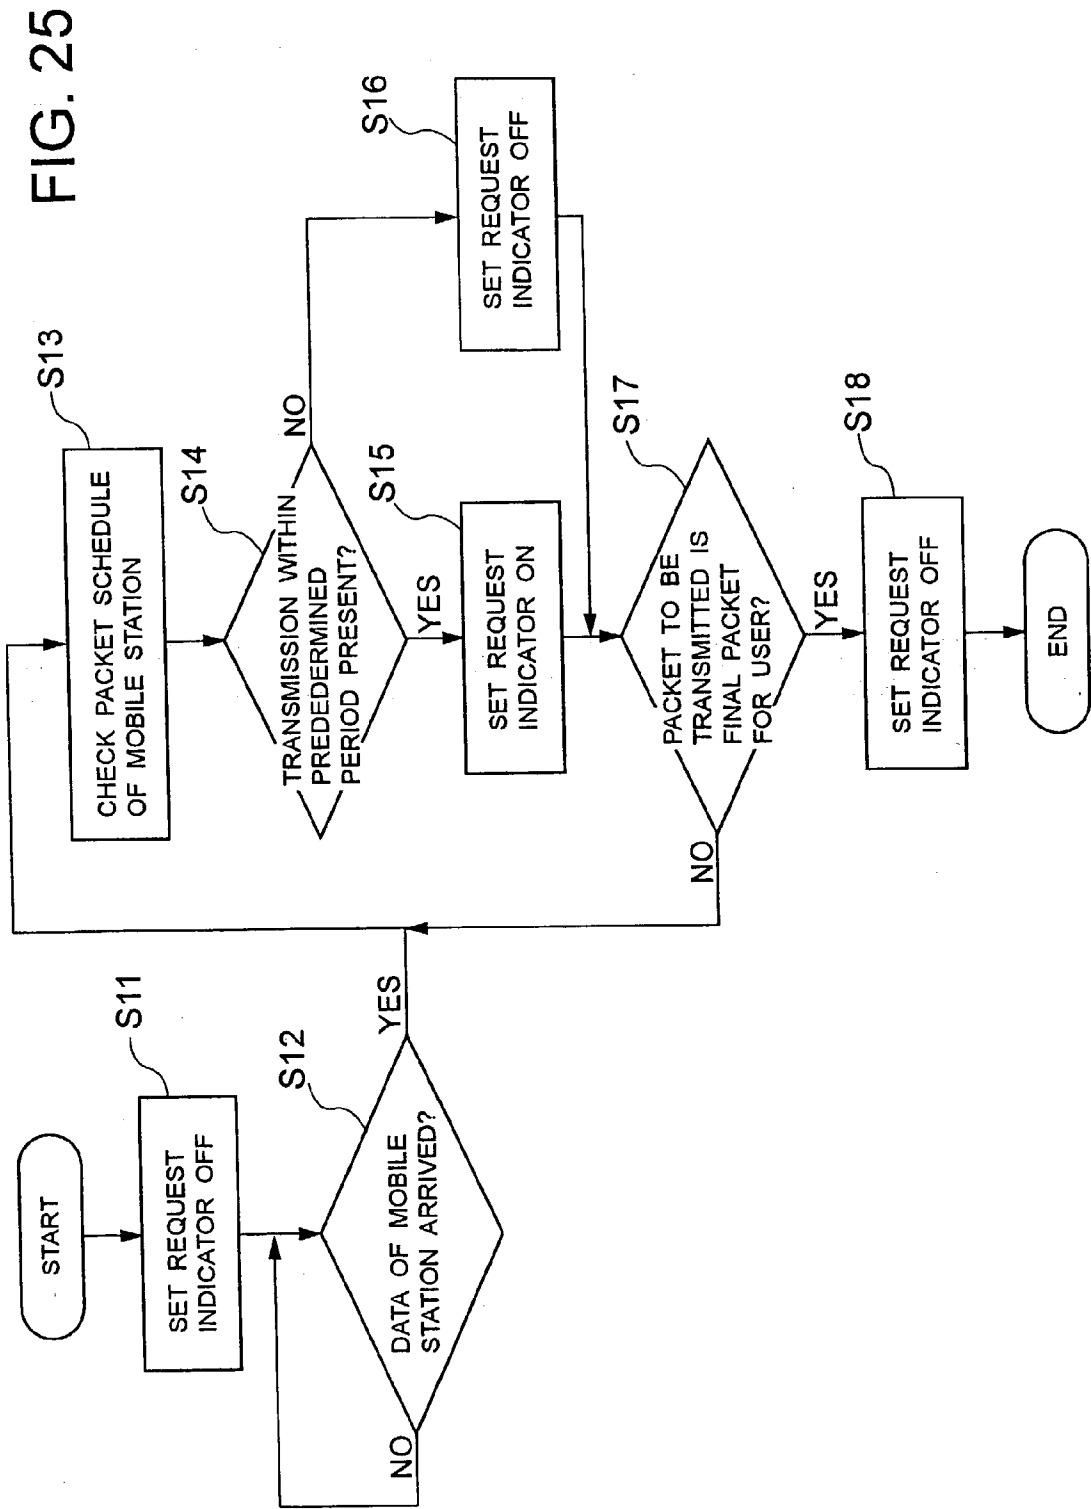 FIG. 25
START
SET REQUEST
INDICATOR OFF
S11
DATA OF MOBILE
STATION ARRIVED?
S12
NO
YES
CHECK PACKET SCHEDULE
OF MOBILE STATION
S13
TRANSMISSION WITHIN
PREDEDERMINED
PERIOD PRESENT?
S14
NO
YES
SET REQUEST
INDICATOR ON
S15
SET REQUEST
INDICATOR OFF
S16
PACKET TO BE
TRANSMITTED IS
FINAL PACKET
FOR USER?
S17
NO
YES
SET REQUEST
INDICATOR OFF
S18
END